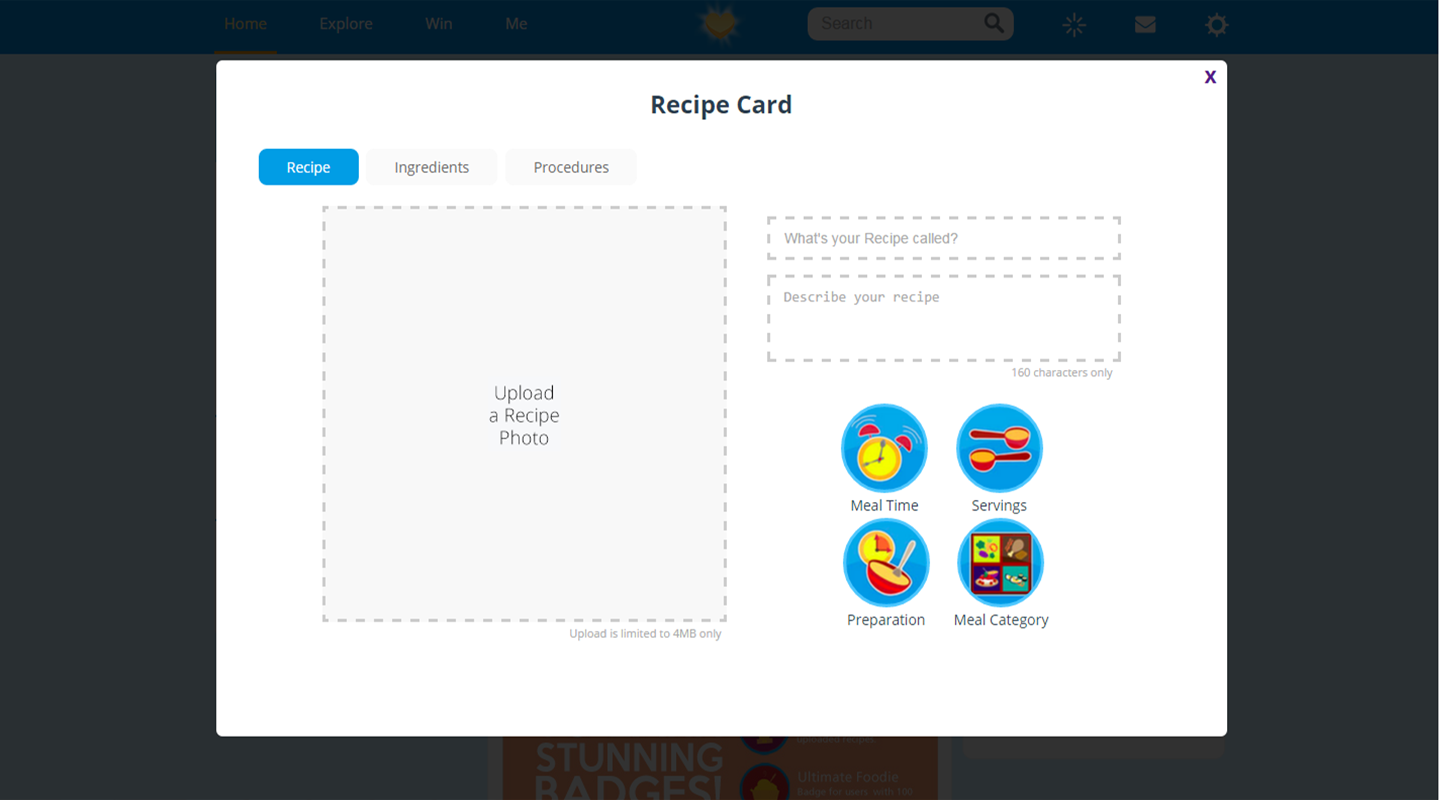 Home Explore Win Me Search
X
Recipe Card
Recipe Ingredients Procedures
What's your Recipe called?
Describe your recipe
160 characters only
Upload
a Recipe
Photo
Meal Time Servings
Preparation Meal Category
Upload is limited to 4MB only
STUNNING
BADGES!
recipes
Ultimate Foodie
Badge for users with 100